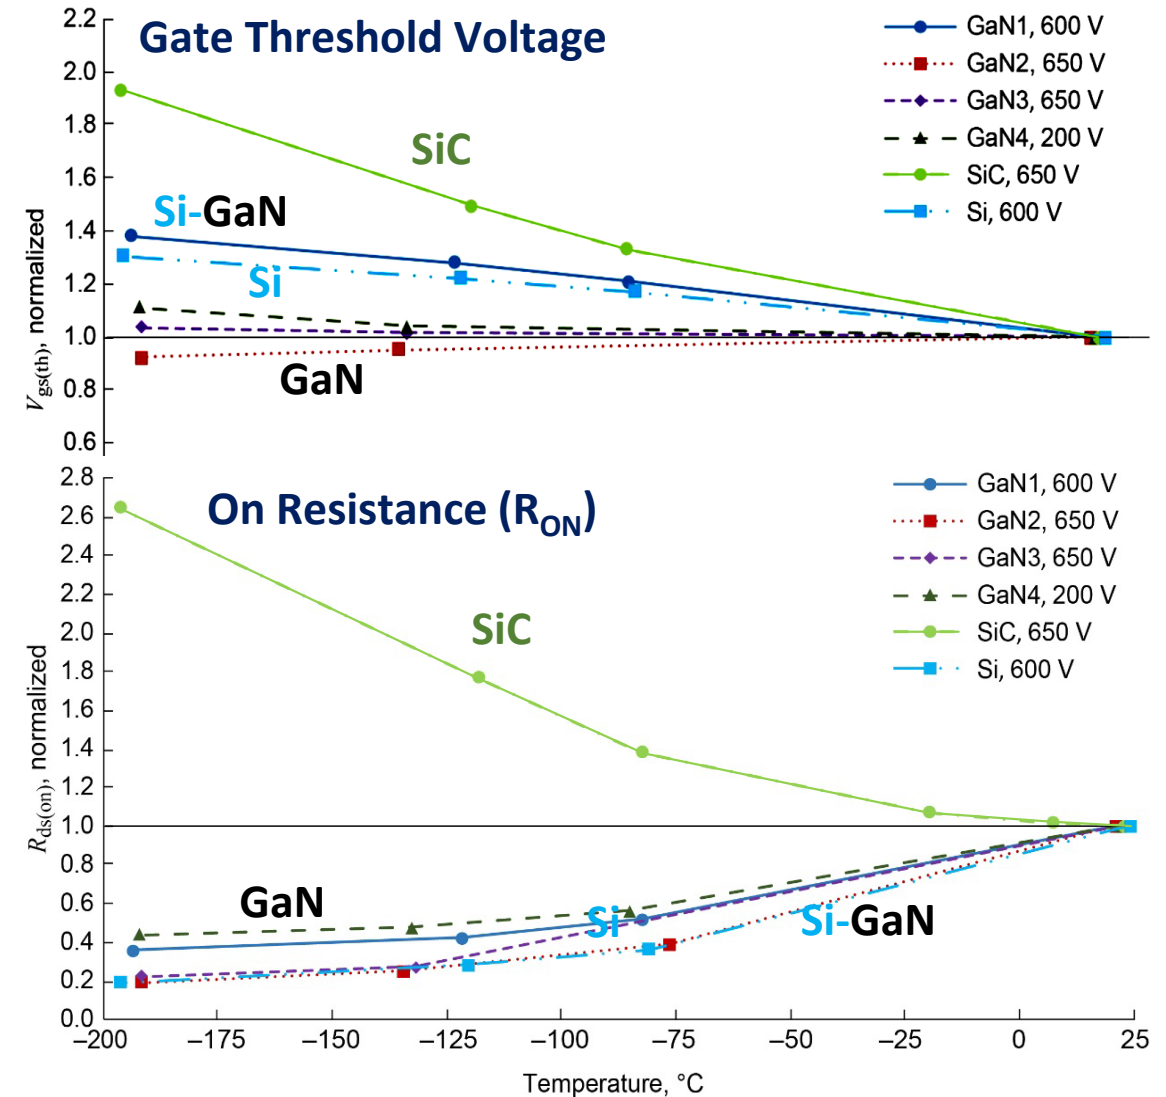 Gate Threshold Voltage
GaN1, 600 V
GaN2, 650 V
GaN3, 650 V
GaN4, 200 V
SiC, 650 V
Si, 600 V
SiC
Si-GaN
Si
GaN
Vgs(th), normalized
2.2
2.0
1.8
1.6
1.4
1.2
1.0
0.8
0.6
On Resistance (RON)
GaN1, 600 V
GaN2, 650 V
GaN3, 650 V
GaN4, 200 V
SiC, 650 V
Si, 600 V
SiC
GaN
Si
Si-GaN
Rds(on), normalized
2.8
2.6
2.4
2.2
2.0
1.8
1.6
1.4
1.2
1.0
0.8
0.6
0.4
0.2
0.0
–200 –175 –150 –125 –100 –75 –50 –25 0 25
Temperature, °C